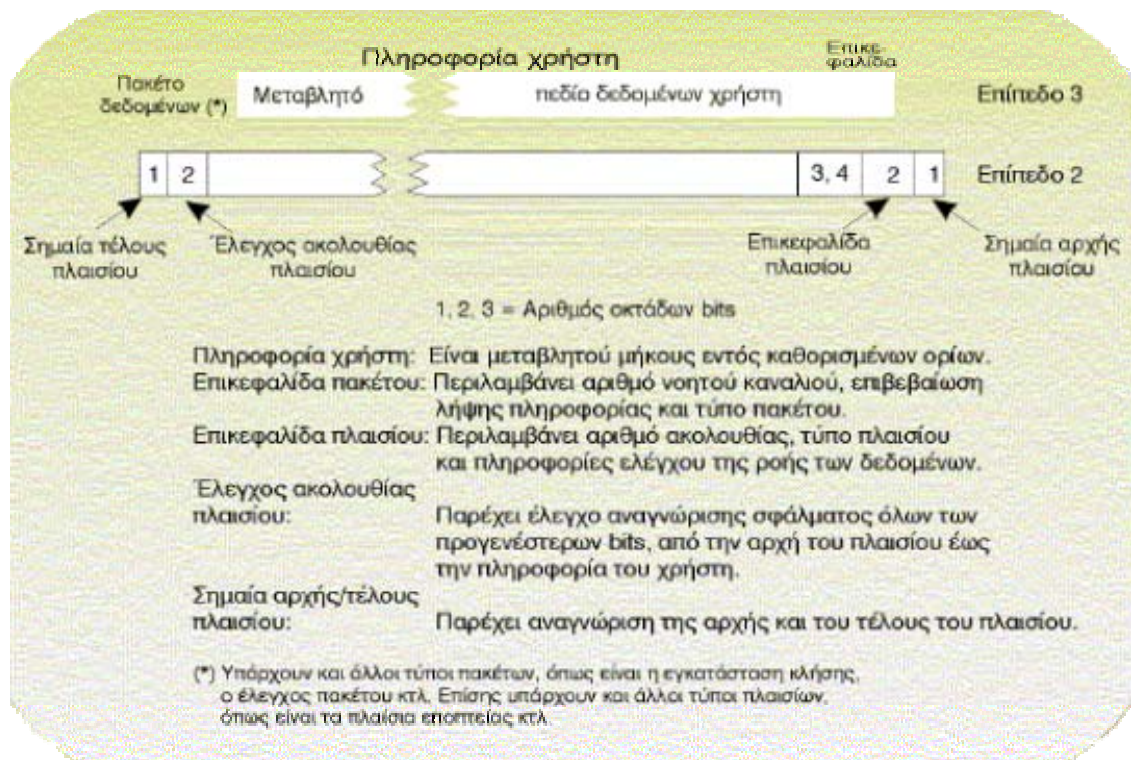 Πληροφορία χρήστη
Επικε-
φαλίδα
Πακέτο
δεδομένων (*)
Μεταβλητό
πεδία δεδομένων χρήστη
Επίπεδο 3
1
2
3, 4
2
1
Επίπεδο 2
Σημαία τέλους
πλαισίου
Έλεγχος ακολουθίας
πλαισίου
Επικεφαλίδα
πλαισίου
Σημαία αρχής
πλαισίου
1, 2, 3 = Αριθμός οκτάδων bits
Πληροφορία χρήστη: Είναι μεταβλητού μήκους εντός καθορισμένων ορίων.
Επικεφαλίδα πακέτου: Περιλαμβάνει αριθμό νοητού καναλιού, επιβεβαίωση
λήψης πληροφορίας και τύπο πακέτου.
Επικεφαλίδα πλαισίου: Περιλαμβάνει αριθμό ακολουθίας, τύπο πλαισίου
και πληροφορίες ελέγχου της ροής των δεδομένων.
Έλεγχος ακολουθίας
πλαισίου: Παρέχει έλεγχο αναγνώρισης σφάλματος όλων των
προγενέστερων bits, από την αρχή του πλαισίου έως
την πληροφορία του χρήστη.
Σημαία αρχής/τέλους
πλαισίου: Παρέχει αναγνώριση της αρχής και του τέλους του πλαισίου.
(*) Υπάρχουν και άλλοι τύποι πακέτων, όπως είναι η εγκατάσταση κλήσης,
ο έλεγχος πακέτου κτλ. Επίσης υπάρχουν και άλλοι τύποι πλαισίων,
όπως είναι τα πλαίσια εποπτείας κτλ.